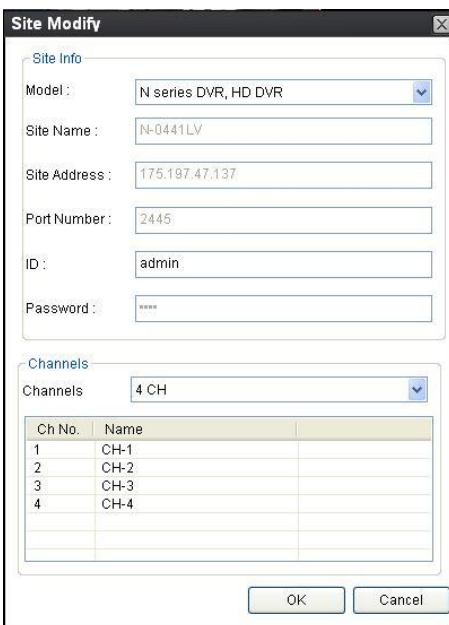 Site Modify
Site Info
Model :
N series DVR, HD DVR
Site Name :
N-0441LV
Site Address :
175.197.47.137
Port Number :
2445
ID :
admin
Password :
****
Channels
Channels
4 CH
Ch No. Name
1 CH-1
2 CH-2
3 CH-3
4 CH-4
OK Cancel